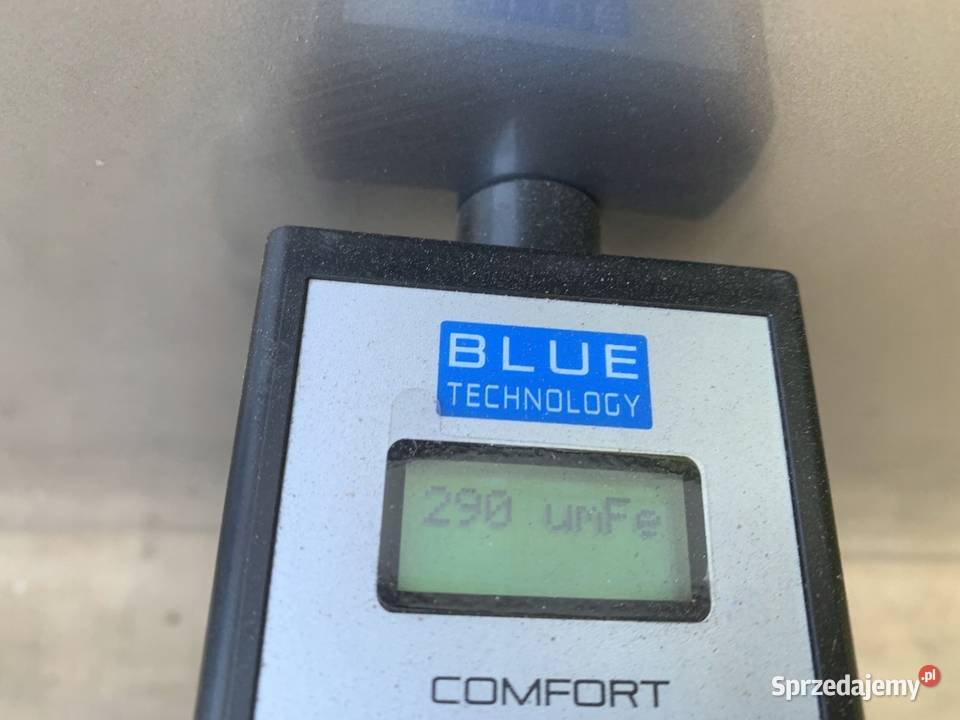 BLUE
TECHNOLOGY
290 umFe
COMFORT
Sprzedajemy.pl